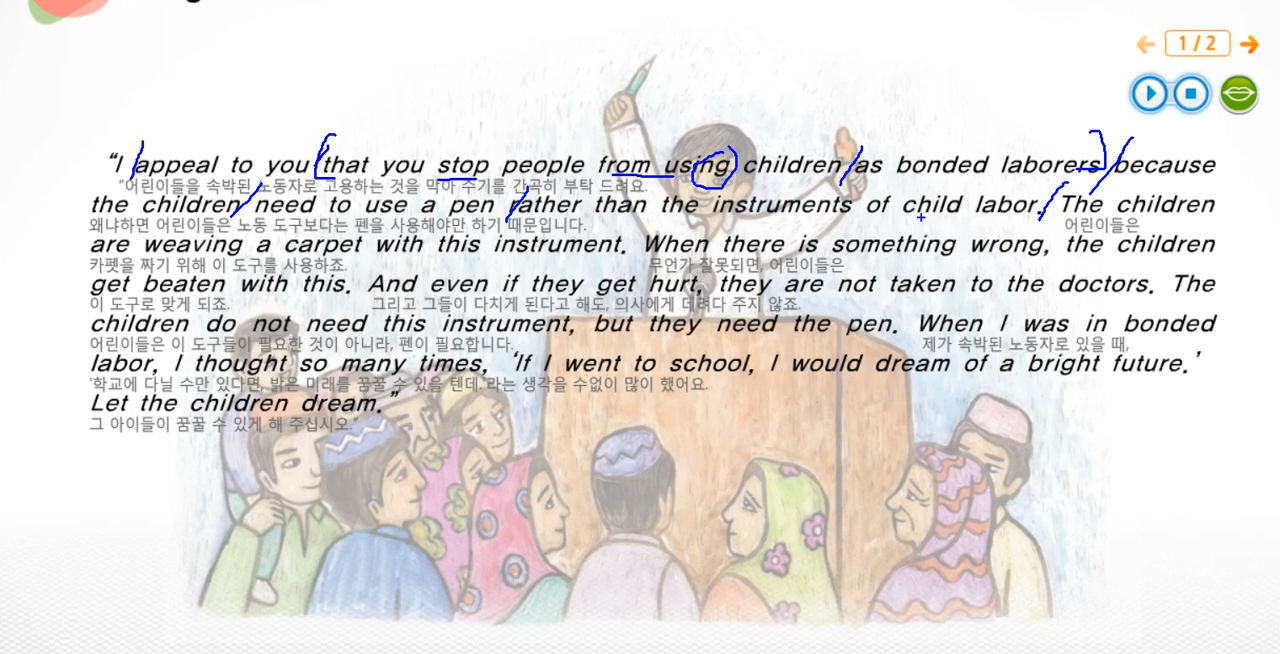 1 / 2
“I appeal to you that you stop people from using children as bonded laborers because
“어린이들을 속박된 노동자로 고용하는 것을 막아 주기를 간곡히 부탁 드려요.
the children need to use a pen rather than the instruments of child labor. The children
왜냐하면 어린이들은 노동 도구보다는 펜을 사용해야만 하기 때문입니다. 어린이들은
are weaving a carpet with this instrument. When there is something wrong, the children
카펫을 짜기 위해 이 도구를 사용하죠. 무언가 잘못되면, 어린이들은
get beaten with this. And even if they get hurt, they are not taken to the doctors. The
이 도구로 맞게 되죠. 그리고 그들이 다치게 된다고 해도, 의사에게 데려다 주지 않죠.
children do not need this instrument, but they need the pen. When I was in bonded
어린이들은 이 도구들이 필요한 것이 아니라, 펜이 필요합니다. 제가 속박된 노동자로 있을 때,
labor, I thought so many times, ‘If I went to school, I would dream of a bright future.’
‘학교에 다닐 수만 있다면, 밝은 미래를 꿈꿀 수 있을 텐데.’라는 생각을 수없이 많이 했어요.
Let the children dream.”
그 아이들이 꿈꿀 수 있게 해 주십시오.”